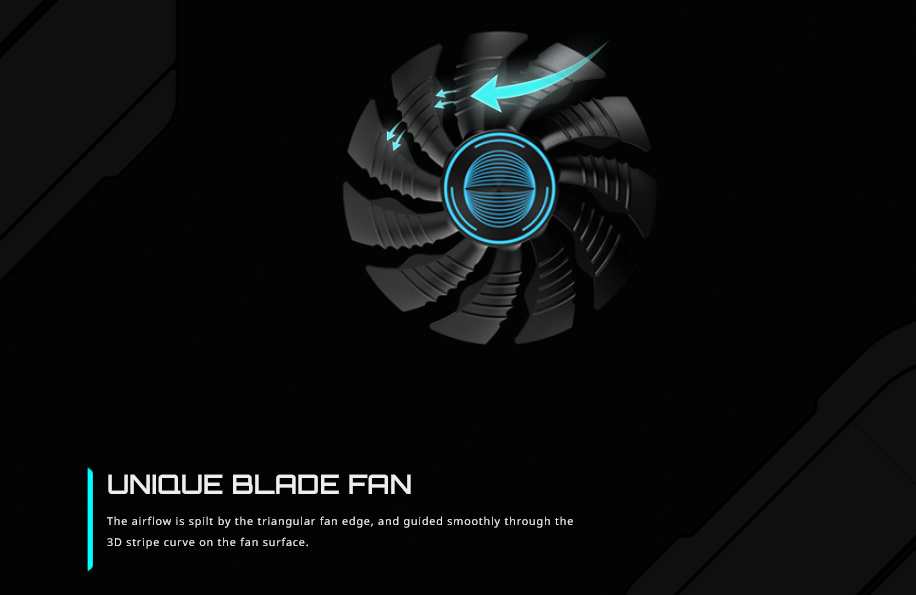 UNIQUE BLADE FAN
The airflow is spilt by the triangular fan edge, and guided smoothly through the
3D stripe curve on the fan surface.